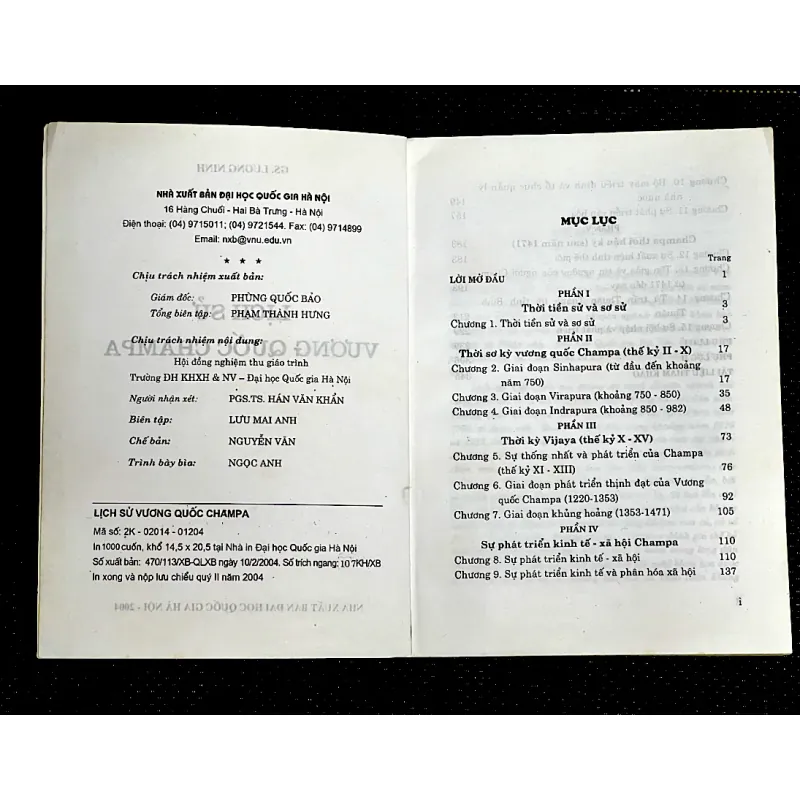 NHÀ XUẤT BẢN ĐẠI HỌC QUỐC GIA HÀ NỘI
16 Hàng Chuối - Hai Bà Trưng - Hà Nội
Điện thoại: (04) 9715011; (04) 9721544. Fax: (04) 9714899
Email: nxb@vnu.edu.vn
★ ★ ★
Chịu trách nhiệm xuất bản:
Giám đốc: PHÙNG QUỐC BẢO
Tổng biên tập: PHẠM THÀNH HƯNG
Chịu trách nhiệm nội dung:
Hội đồng nghiệm thu giáo trình
Trường ĐH KHXH & NV – Đại học Quốc gia Hà Nội
Người nhận xét: PGS.TS. HÁN VĂN KHẨN
Biên tập: LƯU MAI ANH
Chế bản: NGUYỄN VÂN
Trình bày bìa: NGỌC ANH
LỊCH SỬ VƯƠNG QUỐC CHAMPA
Mã số: 2K - 02014 - 01204
In 1000 cuốn, khổ 14,5 x 20,5 tại Nhà in Đại học Quốc gia Hà Nội
Số xuất bản: 470/113/XB-QLXB ngày 10/2/2004. Số trích ngang: 107KH/XB
In xong và nộp lưu chiểu quý II năm 2004
MỤC LỤC
Trang
LỜI MỞ ĐẦU 1
PHẦN I
Thời tiền sử và sơ sử 3
Chương 1. Thời tiền sử và sơ sử 3
PHẦN II
Thời sơ kỳ vương quốc Champa (thế kỷ II - X) 17
Chương 2. Giai đoạn Sinhapura (từ đầu đến khoảng
năm 750) 17
Chương 3. Giai đoạn Virapura (khoảng 750 - 850) 35
Chương 4. Giai đoạn Indrapura (khoảng 850 - 982) 48
PHẦN III
Thời kỳ Vijaya (thế kỷ X - XV) 73
Chương 5. Sự thống nhất và phát triển của Champa
(thế kỷ XI - XIII) 76
Chương 6. Giai đoạn phát triển thịnh đạt của Vương
quốc Champa (1220-1353) 92
Chương 7. Giai đoạn khủng hoảng (1353-1471) 105
PHẦN IV
Sự phát triển kinh tế - xã hội Champa 110
Chương 8. Sự phát triển kinh tế - xã hội 110
Chương 9. Sự phát triển kinh tế và phân hóa xã hội 137
i